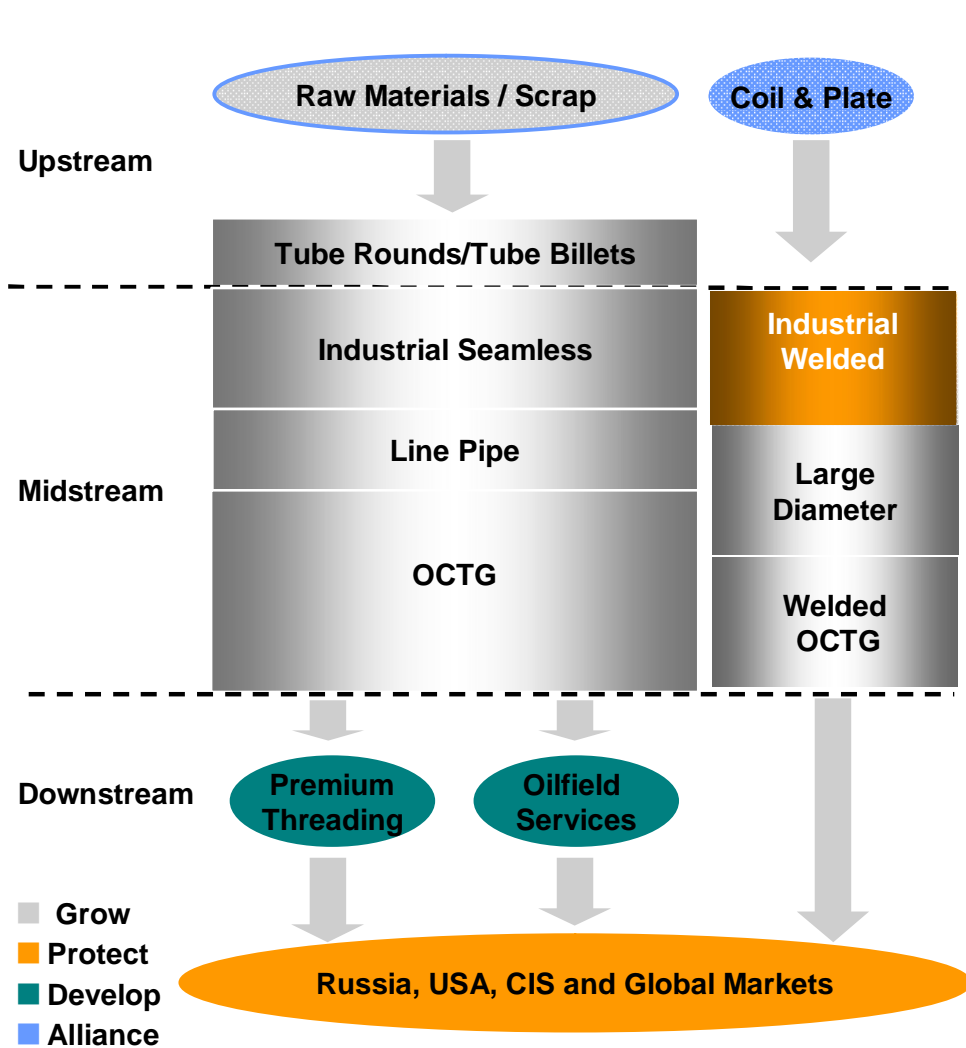 Raw Materials / Scrap
Coil & Plate
Upstream
Tube Rounds/Tube Billets
Industrial Seamless
Industrial
Welded
Line Pipe
Midstream
Large
Diameter
OCTG
Welded
OCTG
Downstream
Premium
Threading
Oilfield
Services
Grow
Protect
Develop
Alliance
Russia, USA, CIS and Global Markets